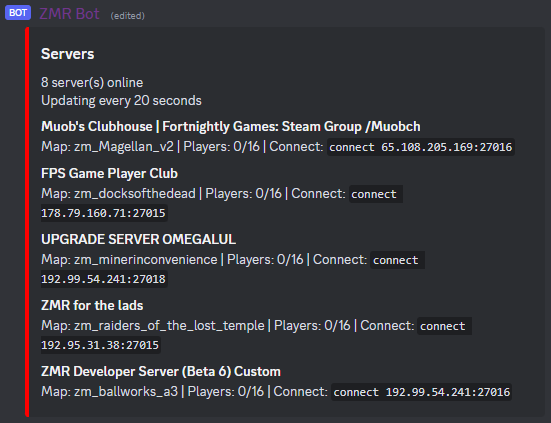 BOT ZMR Bot (edited)
Servers
8 server(s) online
Updating every 20 seconds
Muob's Clubhouse | Fortnightly Games: Steam Group /Muobch
Map: zm_Magellan_v2 | Players: 0/16 | Connect: connect 65.108.205.169:27016
FPS Game Player Club
Map: zm_docksofthedead | Players: 0/16 | Connect: connect
178.79.160.71:27015
UPGRADE SERVER OMEGALUL
Map: zm_minerinconvenience | Players: 0/16 | Connect: connect
192.99.54.241:27018
ZMR for the lads
Map: zm_raiders_of_the_lost_temple | Players: 0/16 | Connect: connect
192.95.31.38:27015
ZMR Developer Server (Beta 6) Custom
Map: zm_ballworks_a3 | Players: 0/16 | Connect: connect 192.99.54.241:27016